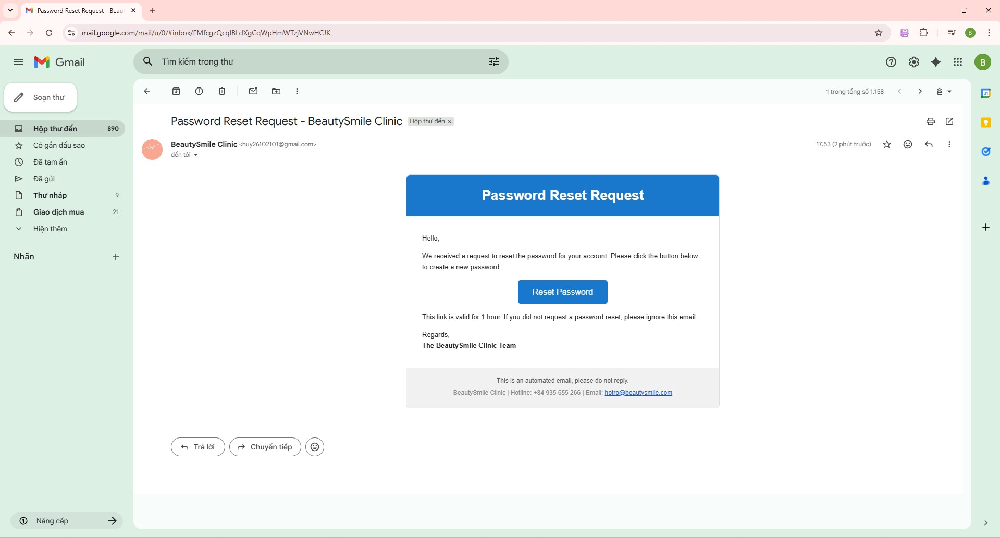 Password Reset Request - Beau
mail.google.com/mail/u/0/#inbox/FMfcgzQcqlBLdXgCqWpHmWTzjVNwHCJK
B
Gmail
Tìm kiếm trong thư
B
Soạn thư
1 trong tổng số 1.158
31
Hộp thư đến 890
Có gắn dấu sao
Đã tạm ẩn
Đã gửi
Thư nháp 9
Giao dịch mua 21
Hiện thêm
Nhãn
Password Reset Request - BeautySmile Clinic Hộp thư đến
BeautySmile Clinic <huy26102101@gmail.com> 17:53 (2 phút trước)
đến tôi
Password Reset Request
Hello,
We received a request to reset the password for your account. Please click the button below
to create a new password:
Reset Password
This link is valid for 1 hour. If you did not request a password reset, please ignore this email.
Regards,
The BeautySmile Clinic Team
This is an automated email, please do not reply.
BeautySmile Clinic | Hotline: +84 935 655 266 | Email: hotro@beautysmile.com
Trả lời
Chuyển tiếp
Nâng cấp